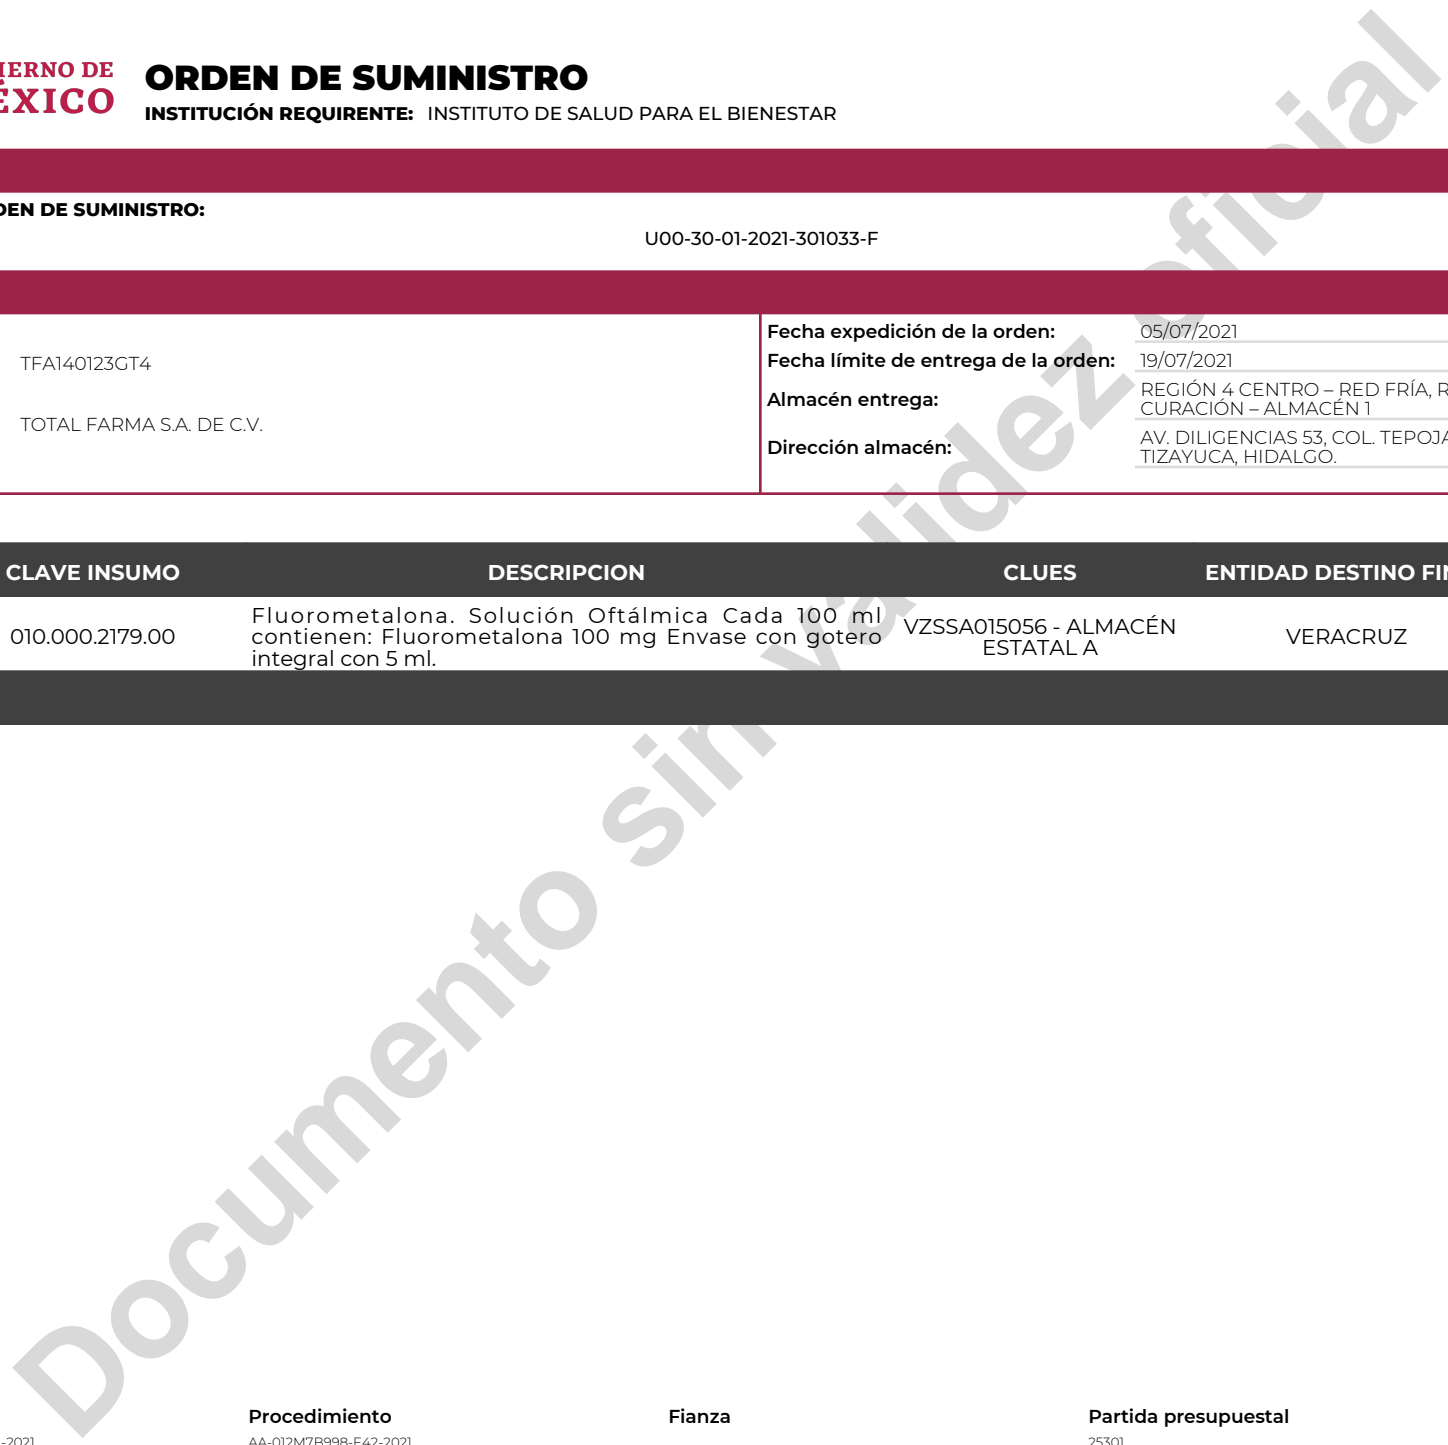 ORDEN DE SUMINISTRO
INSTITUCIÓN REQUIRENTE: INSTITUTO DE SALUD PARA EL BIENESTAR
DE
XICO
DE SUMINISTRO:
U00-30-01-2021-301033-F
TFA140123GT4
TOTAL FARMA S.A. DE C.V.
Fecha expedición de la orden: 05/07/2021
Fecha límite de entrega de la orden: 19/07/2021
Almacén entrega: REGIÓN 4 CENTRO – RED FRÍA, R
CURACIÓN – ALMACÉN 1
Dirección almacén: AV. DILIGENCIAS 53, COL. TEPOJA
TIZAYUCA, HIDALGO.
CLAVE INSUMO DESCRIPCION CLUES ENTIDAD DESTINO FIN
010.000.2179.00
Fluorometalona. Solución Oftálmica Cada 100 ml
contienen: Fluorometalona 100 mg Envase con gotero
integral con 5 ml.
VZSSA015056 - ALMACÉN
ESTATAL A
VERACRUZ
Documento sin validez oficial
Procedimiento Fianza Partida presupuestal
-2021 AA-012M7B998-E42-2021 25301